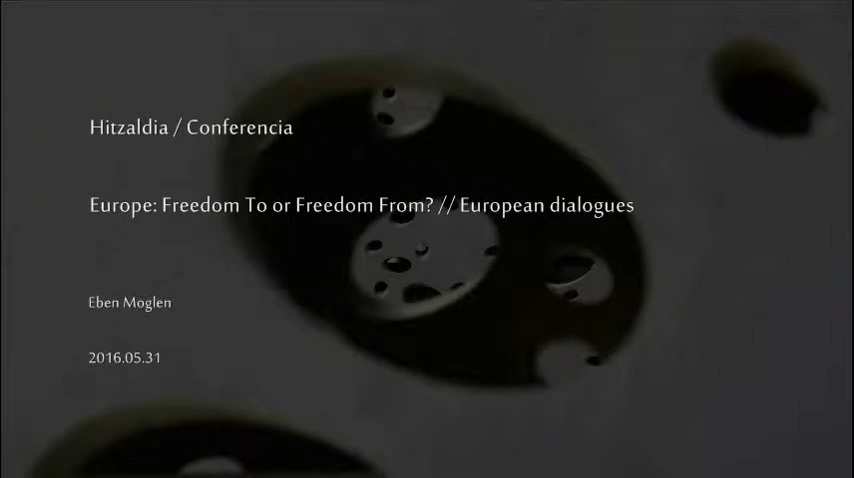 Hitzaldia / Conferencia
Europe: Freedom To or Freedom From? // European dialogues
Eben Moglen
2016.05.31